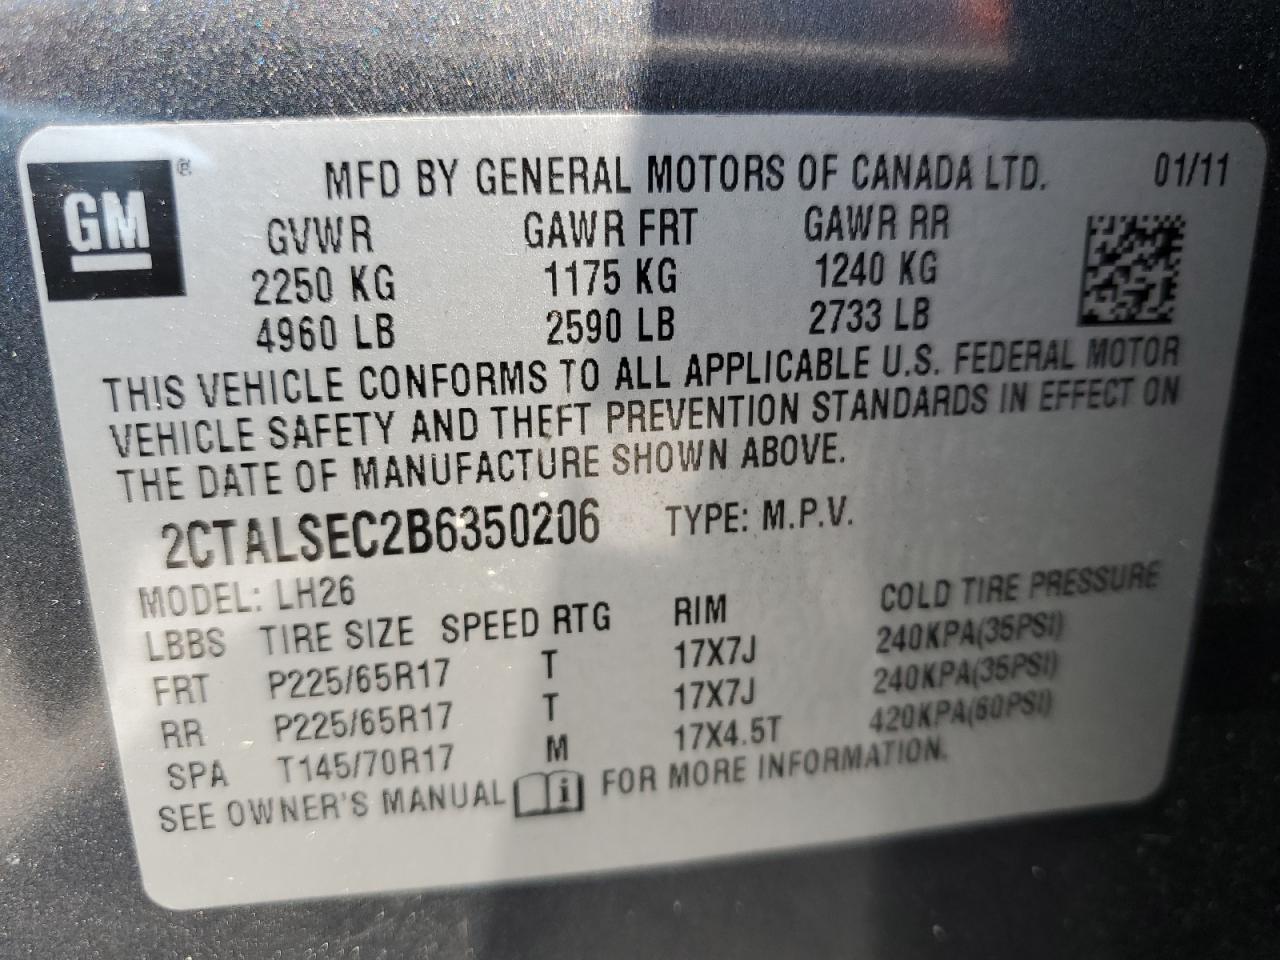 GM ® MFD BY GENERAL MOTORS OF CANADA LTD. 01/11
GVWR GAWR FRT GAWR RR
2250 KG 1175 KG 1240 KG
4960 LB 2590 LB 2733 LB
THIS VEHICLE CONFORMS TO ALL APPLICABLE U.S. FEDERAL MOTOR
VEHICLE SAFETY AND THEFT PREVENTION STANDARDS IN EFFECT ON
THE DATE OF MANUFACTURE SHOWN ABOVE.
2CTALSEC2B6350206 TYPE: M.P.V.
MODEL: LH26
LBBS TIRE SIZE SPEED RTG RIM COLD TIRE PRESSURE
FRT P225/65R17 T 17X7J 240KPA(35PSI)
RR P225/65R17 T 17X7J 240KPA(35PSI)
SPA T145/70R17 M 17X4.5T 420KPA(60PSI)
SEE OWNER'S MANUAL i FOR MORE INFORMATION.